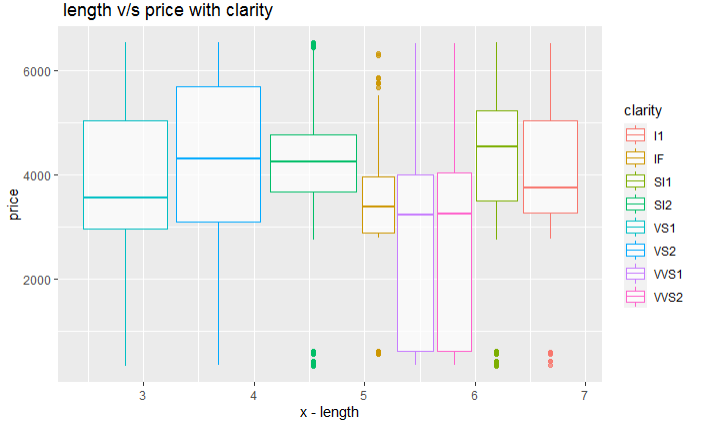 length v/s price with clarity
6000
4000
2000
price
3 4 5 6 7
x - length
clarity
I1
IF
SI1
SI2
VS1
VS2
VVS1
VVS2